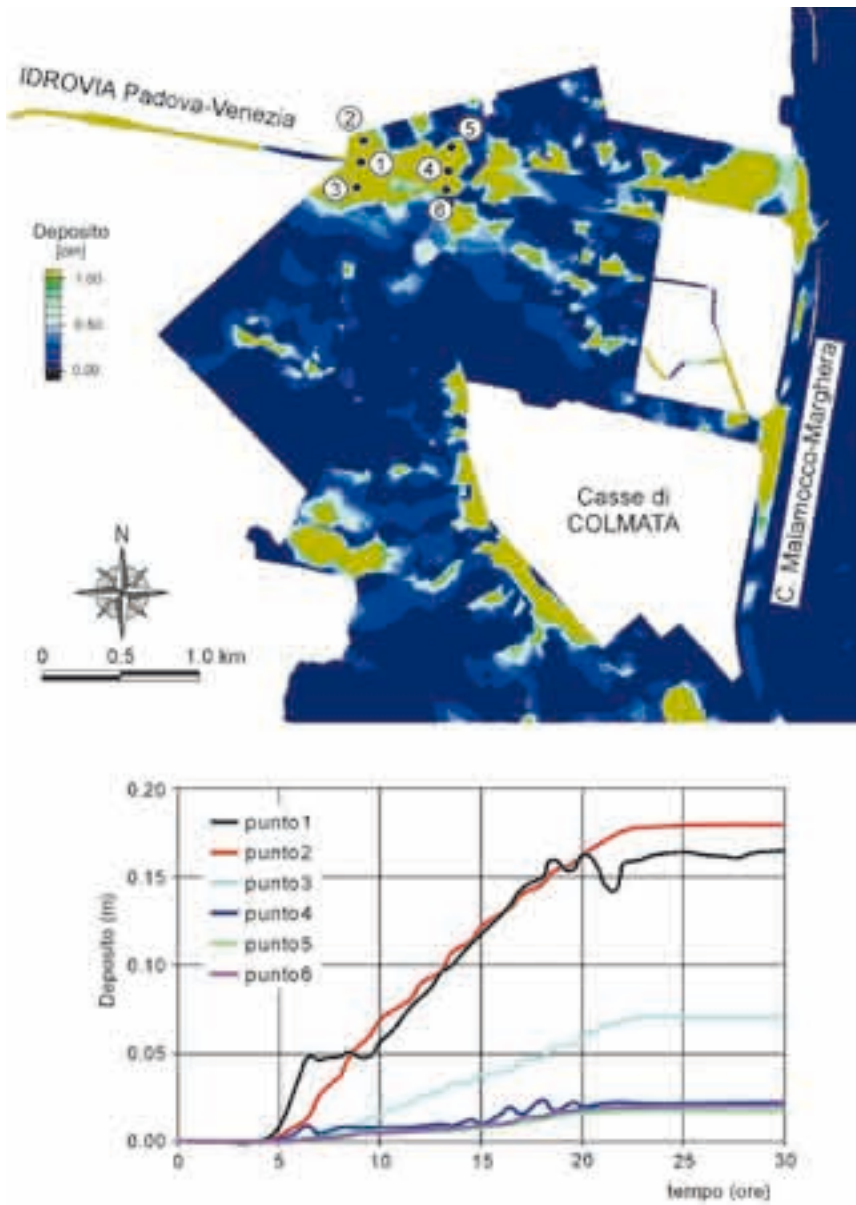 IDROVIA Padova-Venezia
2
5
1
4
3
6
Deposito
[cm]
1.00
0.50
0.00
C. Malamocco-Marghera
Casse di
COLMATA
N
0 0.5 1.0 km
0.20
0.15
0.10
0.05
0.00
Deposito (m)
punto1
punto2
punto3
punto4
punto5
punto6
0 5 10 15 20 25 30
tempo (ore)